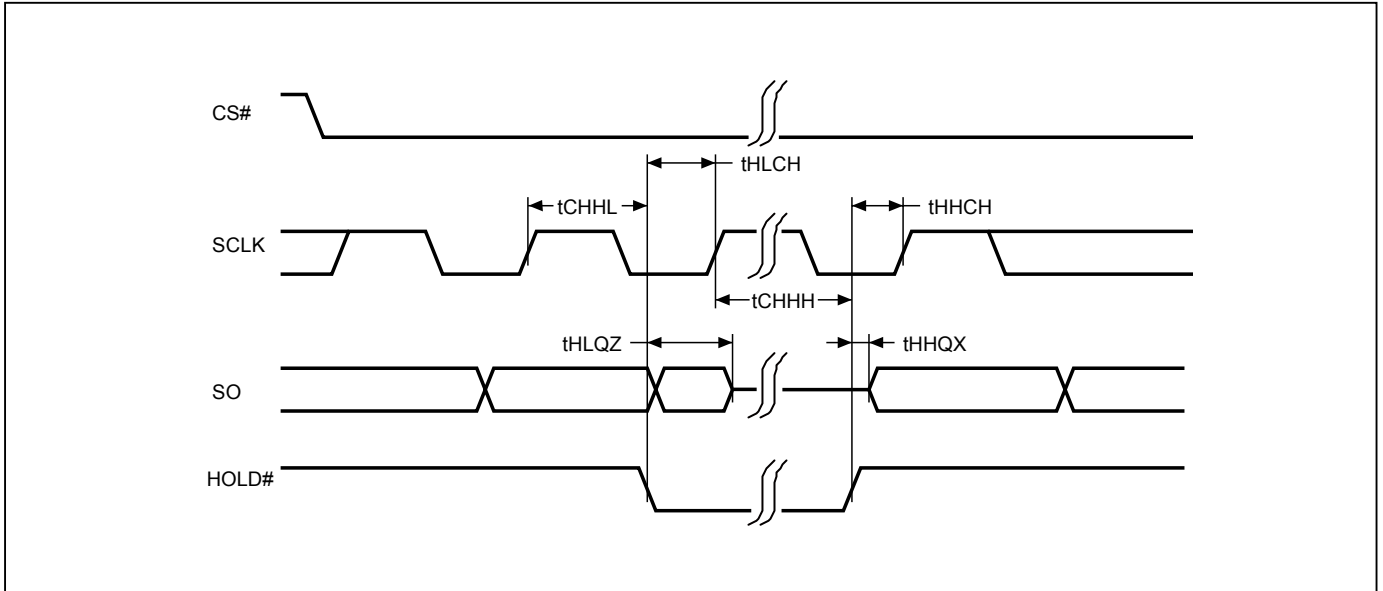 CS#
tHLCH
tCHHL
tHHCH
SCLK
tCHHH
tHLQZ
tHHQX
SO
HOLD#